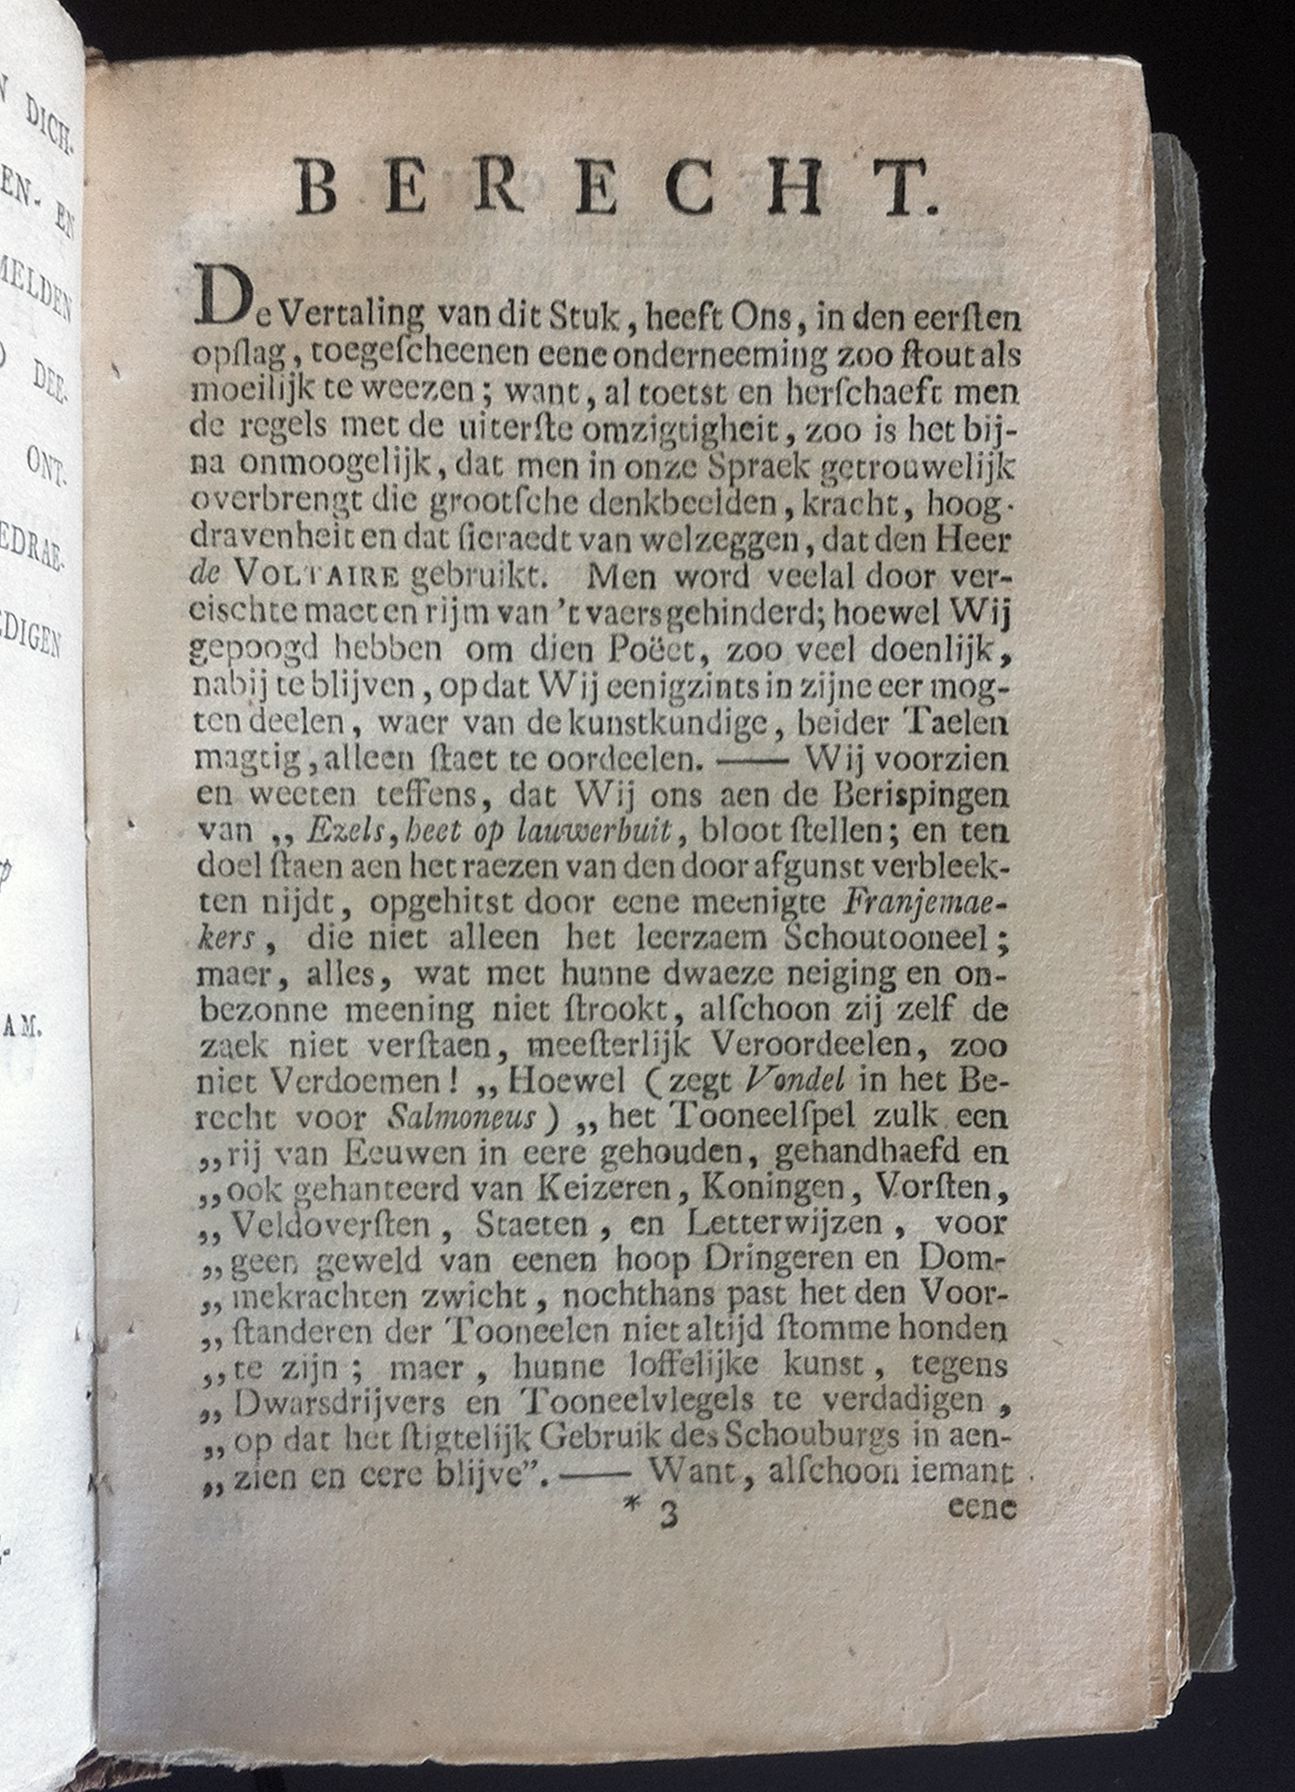 N DICH-
EN- EN
MELDEN
DEE-
ONT-
EDRAE-
EDIGEN
AM.
BERECHT.
De Vertaling van dit Stuk, heeft Ons, in den eerſten
opſlag, toegeſcheenen eene onderneeming zoo ſtout als
moeilijk te weezen; want, al toetst en herſchaeft men
de regels met de uiterſte omzigtigheit, zoo is het bij-
na onmoogelijk, dat men in onze Spraek getrouwelijk
overbrengt die grootſche denkbeelden, kracht, hoog-
dravenheit en dat ſieraedt van welzeggen, dat den Heer
de VOLTAIRE gebruikt. Men word veelal door ver-
eischte maet en rijm van 't vaers gehinderd; hoewel Wij
gepoogd hebben om dien Poëet, zoo veel doenlijk,
nabij te blijven, op dat Wij eenigzints in zijne eer mog-
ten deelen, waer van de kunstkundige, beider Taelen
magtig, alleen ſtaet te oordeelen. —— Wij voorzien
en weeten teffens, dat Wij ons aen de Berispingen
van „ Ezels, heet op lauwerbuit, bloot ſtellen; en ten
doel ſtaen aen het raezen van den door afgunst verbleek-
ten nijdt, opgehitst door eene meenigte Franjemae-
kers, die niet alleen het leerzaem Schoutooneel;
maer, alles, wat met hunne dwaeze neiging en on-
bezonne meening niet ſtrookt, alſchoon zij zelf de
zaek niet verſtaen, meeſterlijk Veroordeelen, zoo
niet Verdoemen! „ Hoewel (zegt Vondel in het Be-
recht voor Salmoneus) „ het Tooneelſpel zulk een
„ rij van Eeuwen in eere gehouden, gehandhaefd en
„ ook gehanteerd van Keizeren, Koningen, Vorſten,
„ Veldoverſten, Staeten, en Letterwijzen, voor
„ geen geweld van eenen hoop Dringeren en Dom-
„ mekrachten zwicht, nochthans past het den Voor-
„ ſtanderen der Tooneelen niet altijd ſtomme honden
„ te zijn; maer, hunne loffelijke kunst, tegens
„ Dwarsdrijvers en Tooneelvlegels te verdadigen,
„ op dat het ſtigtelijk Gebruik des Schouburgs in aen-
„ zien en eere blijve”. —— Want, alſchoon iemant
* 3 eene